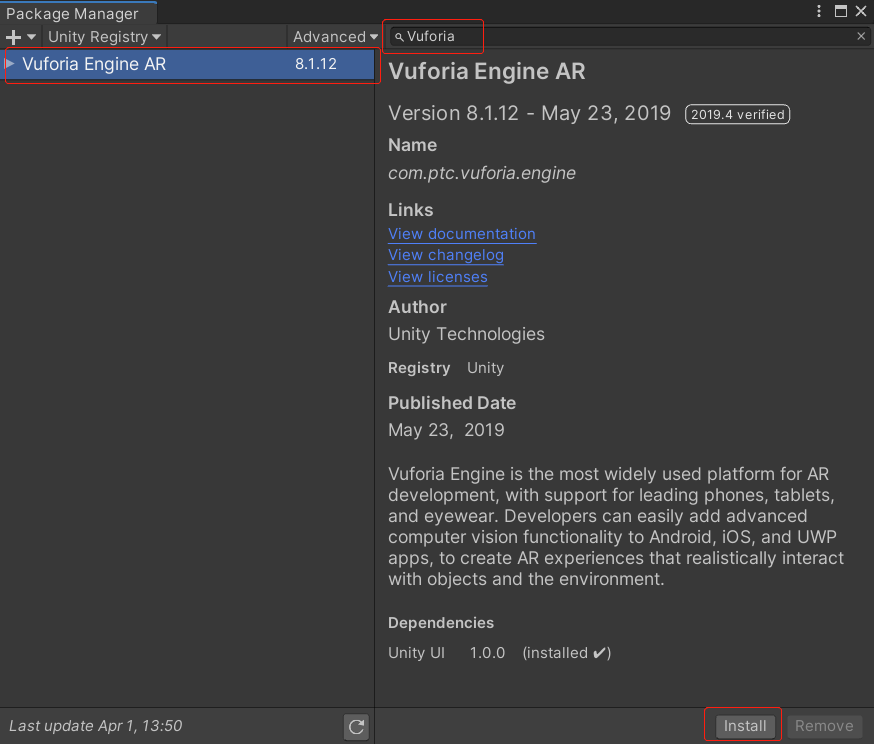 Package Manager
+ Unity Registry Advanced Vuforia
Vuforia Engine AR 8.1.12
Vuforia Engine AR
Version 8.1.12 - May 23, 2019 2019.4 verified
Name
com.ptc.vuforia.engine
Links
View documentation
View changelog
View licenses
Author
Unity Technologies
Registry Unity
Published Date
May 23, 2019
Vuforia Engine is the most widely used platform for AR
development, with support for leading phones, tablets,
and eyewear. Developers can easily add advanced
computer vision functionality to Android, iOS, and UWP
apps, to create AR experiences that realistically interact
with objects and the environment.
Dependencies
Unity UI 1.0.0 (installed ✔)
Last update Apr 1, 13:50
Install Remove